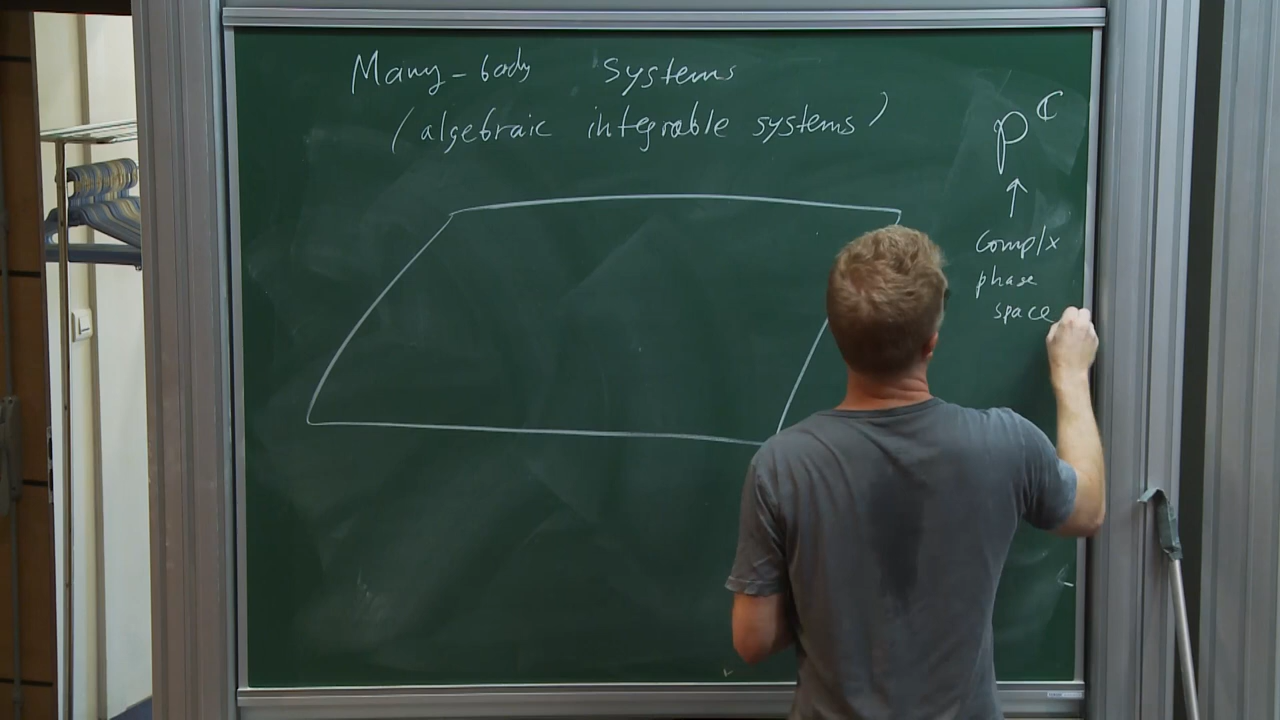 Many-body systems
(algebraic integrable systems)
P^ℂ
↑
complx
phase
space